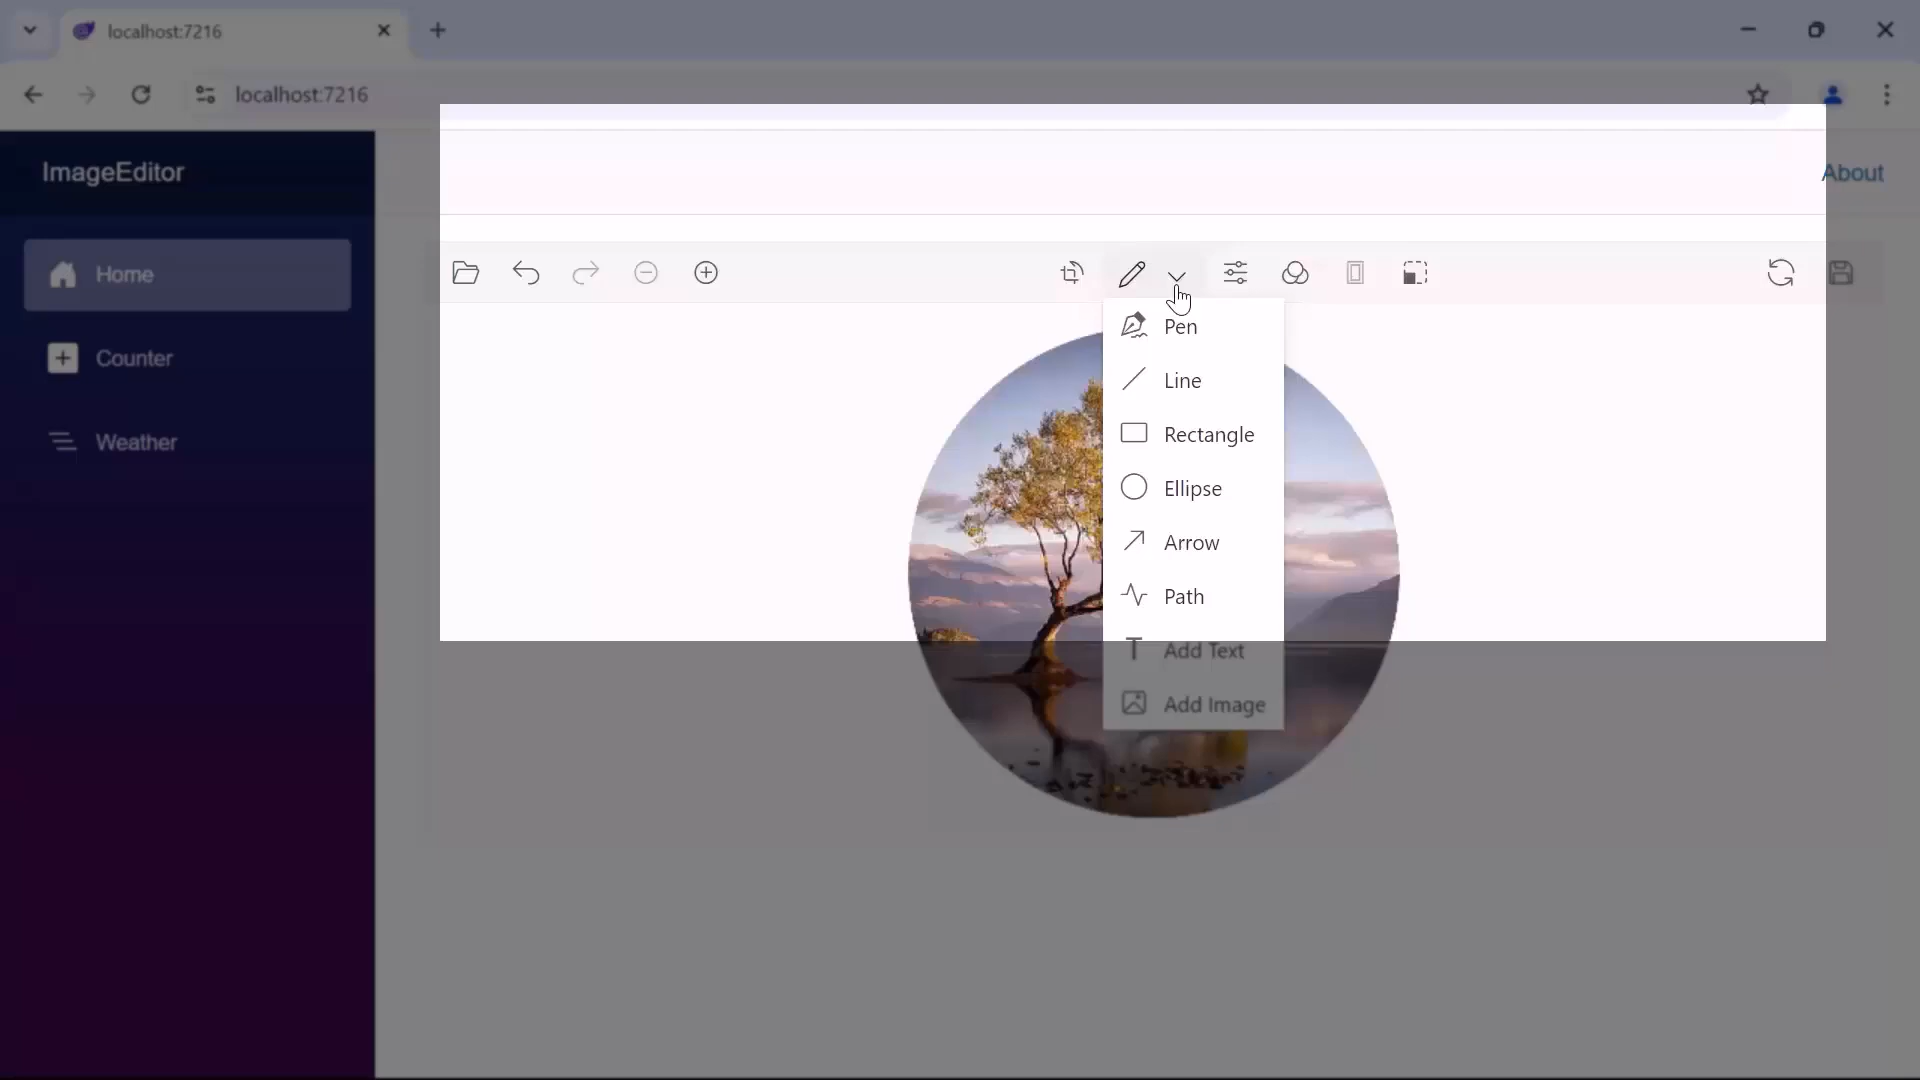 localhost:7216
localhost:7216
ImageEditor
About
Home
Counter
Weather
Pen
Line
Rectangle
Ellipse
Arrow
Path
Add Text
Add Image